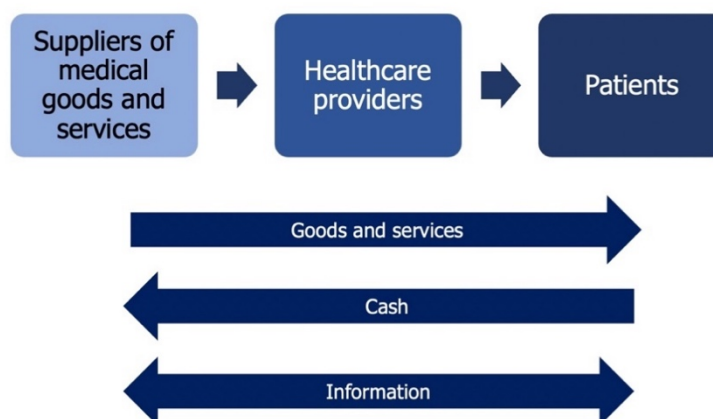 Suppliers of
medical
goods and
services
Healthcare
providers
Patients
Goods and services
Cash
Information